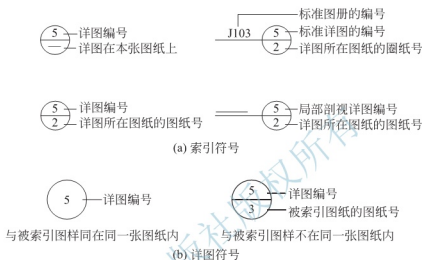 标准图册的编号
5 详图编号
— 详图在本张图纸上
J103 5 标准详图的编号
2 详图所在图纸的圈纸号
5 详图编号
2 详图所在图纸的图纸号
5 局部剖视详图编号
2 详图所在图纸的图纸号
(a) 索引符号
5 详图编号
5 详图编号
3 被索引图纸的图纸号
与被索引图样同在同一张图纸内
与被索引图样不在同一张图纸内
(b) 详图符号
版社版权所有